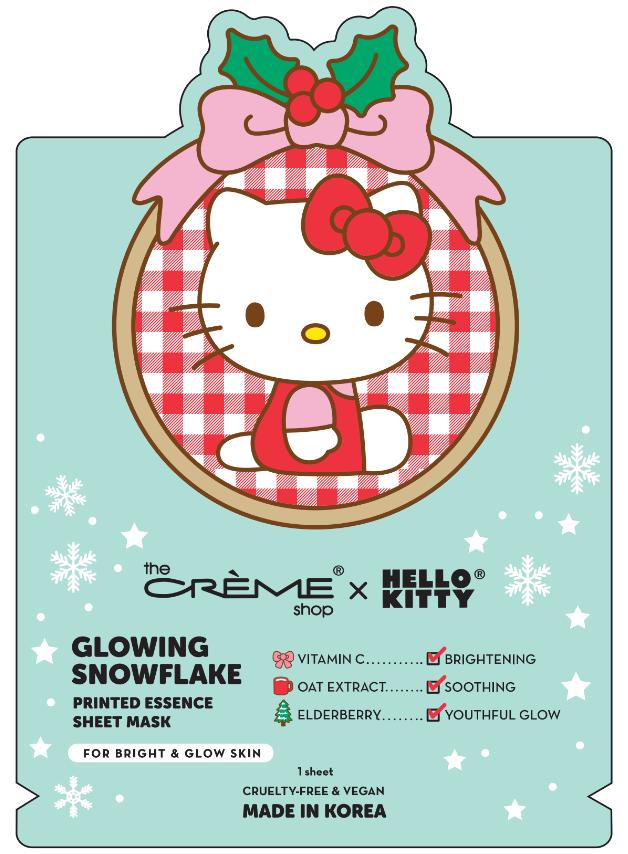 the
CRÈME®
shop
x
HELLO®
KITTY
GLOWING
SNOWFLAKE
PRINTED ESSENCE
SHEET MASK
FOR BRIGHT & GLOW SKIN
VITAMIN C.......... BRIGHTENING
OAT EXTRACT....... SOOTHING
ELDERBERRY....... YOUTHFUL GLOW
1 sheet
CRUELTY-FREE & VEGAN
MADE IN KOREA